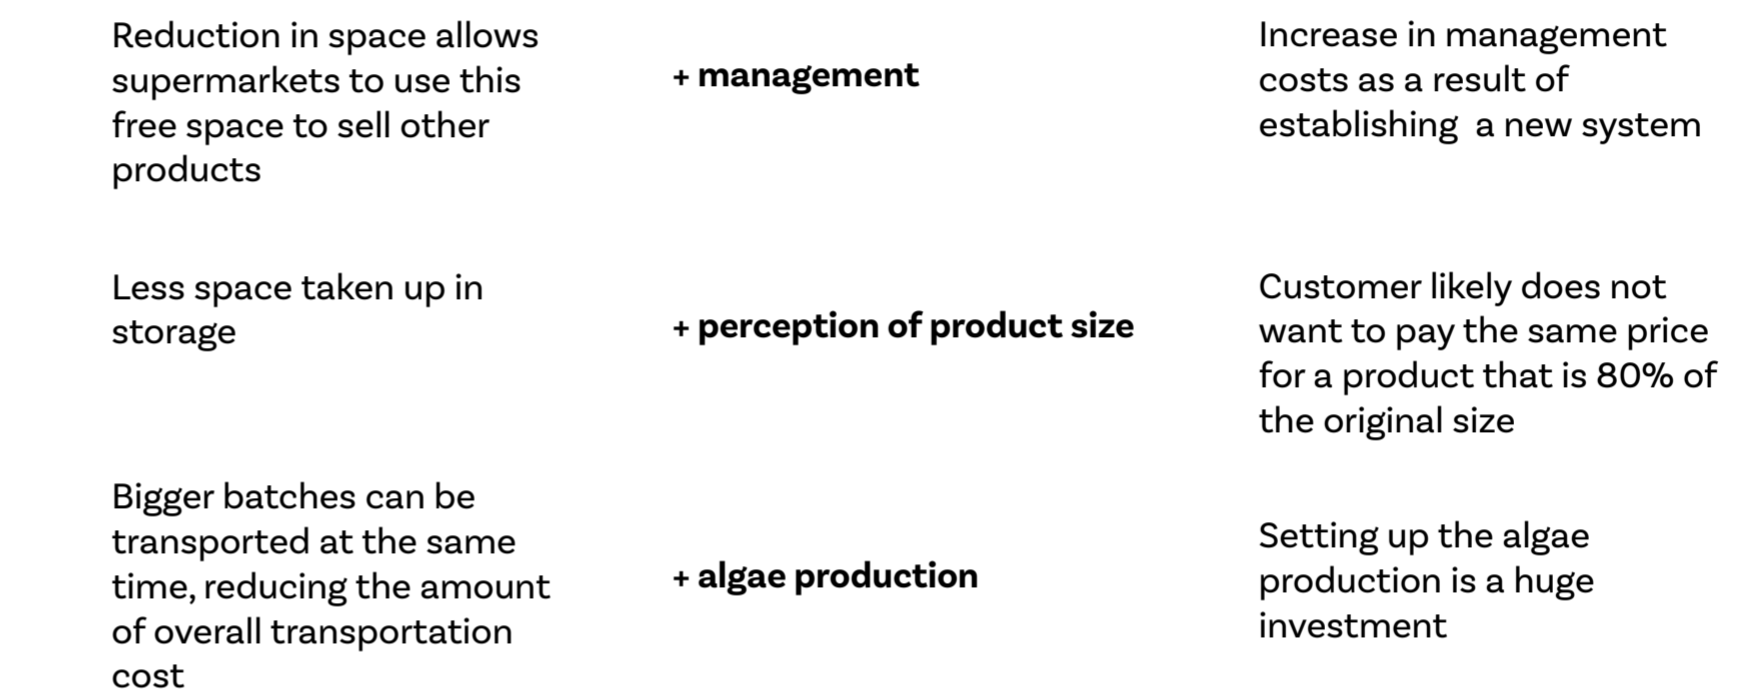 Reduction in space allows
supermarkets to use this
free space to sell other
products
+ management
Increase in management
costs as a result of
establishing  a new system
Less space taken up in
storage
+ perception of product size
Customer likely does not
want to pay the same price
for a product that is 80% of
the original size
Bigger batches can be
transported at the same
time, reducing the amount
of overall transportation
cost
+ algae production
Setting up the algae
production is a huge
investment